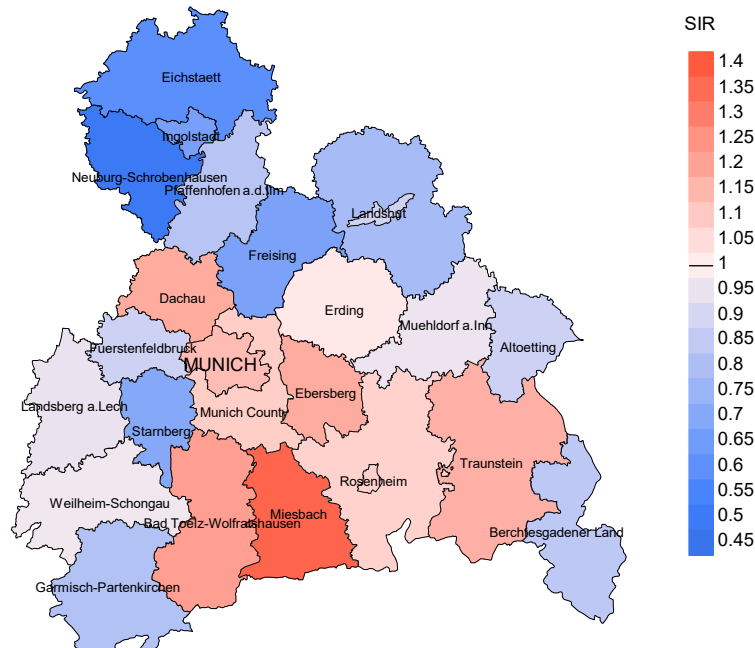 SIR
1.4
1.35
1.3
1.25
1.2
1.15
1.1
1.05
1
0.95
0.9
0.85
0.8
0.75
0.7
0.65
0.6
0.55
0.5
0.45
Eichstaett
Ingolstadt
Neuburg-Schrobenhausen
Pfaffenhofen a.d.Ilm
Landshut
Freising
Dachau
Erding
Muehldorf a.Inn
Fuerstenfeldbruck
Altoetting
MUNICH
Ebersberg
Landsberg a.Lech
Munich County
Starnberg
Traunstein
Rosenheim
Weilheim-Schongau
Miesbach
Bad Toelz-Wolfratshausen
Berchtesgadener Land
Garmisch-Partenkirchen